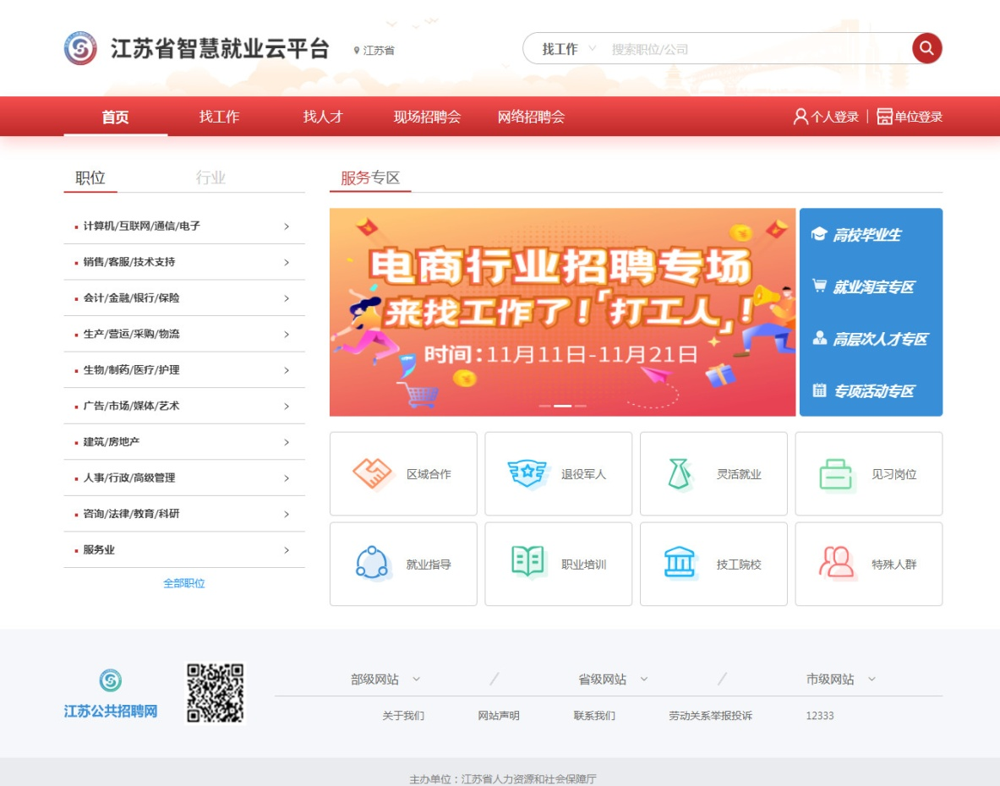 江苏省智慧就业云平台
江苏省
找工作
搜索职位/公司
首页
找工作
找人才
现场招聘会
网络招聘会
个人登录
单位登录
职位
行业
计算机/互联网/通信/电子
销售/客服/技术支持
会计/金融/银行/保险
生产/营运/采购/物流
生物/制药/医疗/护理
广告/市场/媒体/艺术
建筑/房地产
人事/行政/高级管理
咨询/法律/教育/科研
服务业
全部职位
服务专区
电商行业招聘专场
来找工作了！「打工人」！
时间：11月11日-11月21日
高校毕业生
就业淘宝专区
高层次人才专区
专项活动专区
区域合作
退役军人
灵活就业
见习岗位
就业指导
职业培训
技工院校
特殊人群
江苏公共招聘网
部级网站
/
省级网站
/
市级网站
关于我们
网站声明
联系我们
劳动关系举报投诉
12333
主办单位：江苏省人力资源和社会保障厅